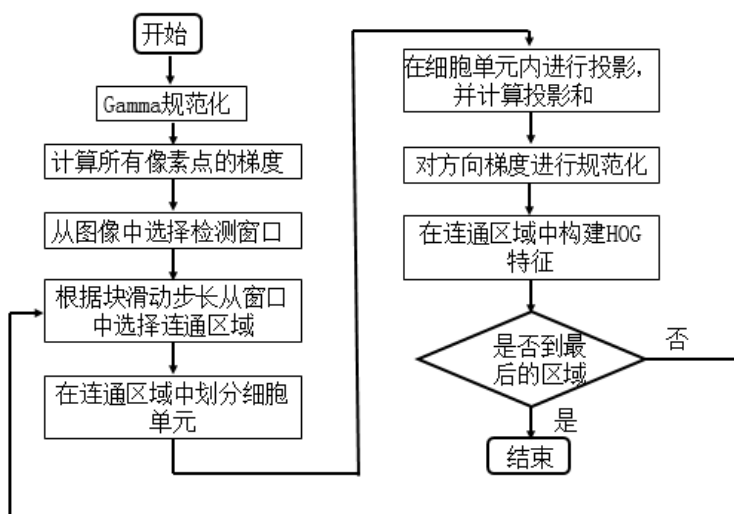 开始
Gamma规范化
计算所有像素点的梯度
从图像中选择检测窗口
根据块滑动步长从窗口
中选择连通区域
在连通区域中划分细胞
单元
在细胞单元内进行投影,
并计算投影和
对方向梯度进行规范化
在连通区域中构建HOG
特征
是否到最
后的区域
否
是
结束